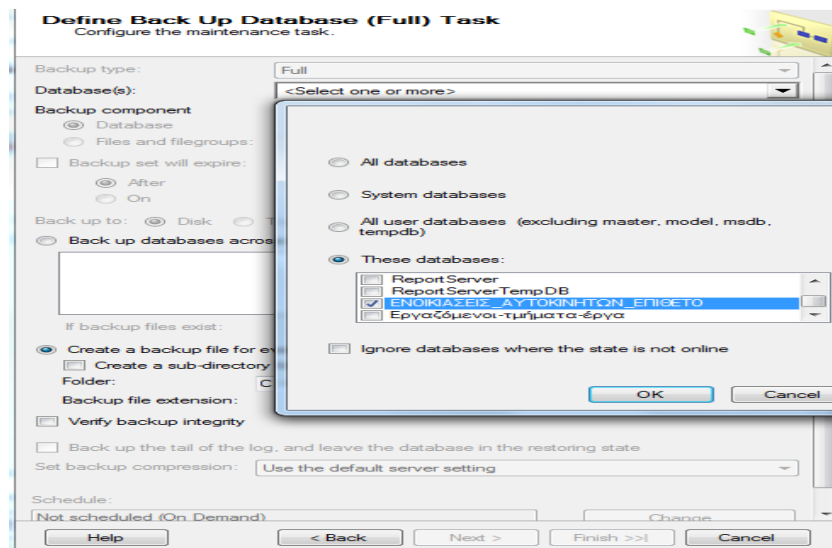 Define Back Up Database (Full) Task
Configure the maintenance task.
Backup type:
Full
Database(s):
<Select one or more>
Backup component
Database
Files and filegroups:
Backup set will expire:
After
On
Back up to:
Disk
Back up databases acros
If backup files exist:
Create a backup file for ev
Create a sub-directory
Folder:
C
Backup file extension:
Verify backup integrity
Back up the tail of the log, and leave the database in the restoring state
Set backup compression:
Use the default server setting
Schedule:
Not scheduled (On Demand)
Change
Help
< Back
Next >
Finish >>|
Cancel
All databases
System databases
All user databases (excluding master, model, msdb,
tempdb)
These databases:
ReportServer
ReportServerTempDB
ΕΝΟΙΚΙΑΣΕΙΣ_ΑΥΤΟΚΙΝΗΤΩΝ_ΕΠΙΘΕΤΟ
Εργαζόμενοι-τμήματα-έργα
Ignore databases where the state is not online
OK
Cancel